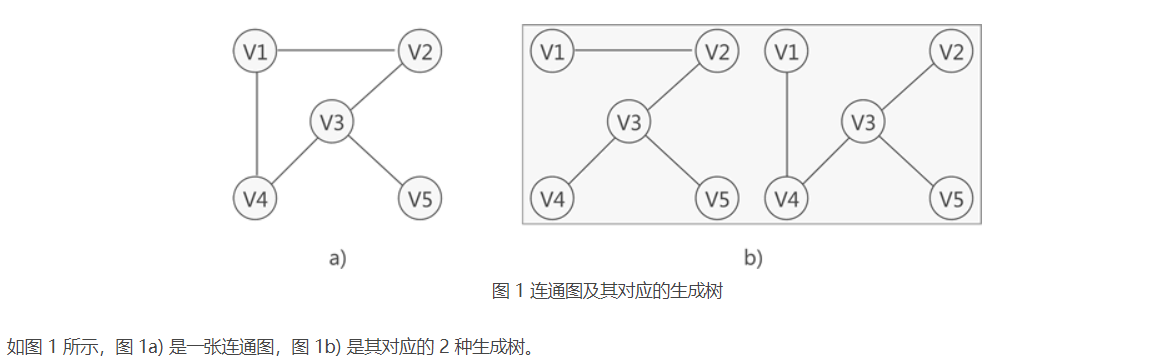 V1 V2 V1 V2
V3 V3 V3
V4 V5 V4 V5 V4 V5
a) b)
图 1 连通图及其对应的生成树
如图 1 所示，图 1a) 是一张连通图，图 1b) 是其对应的 2 种生成树。